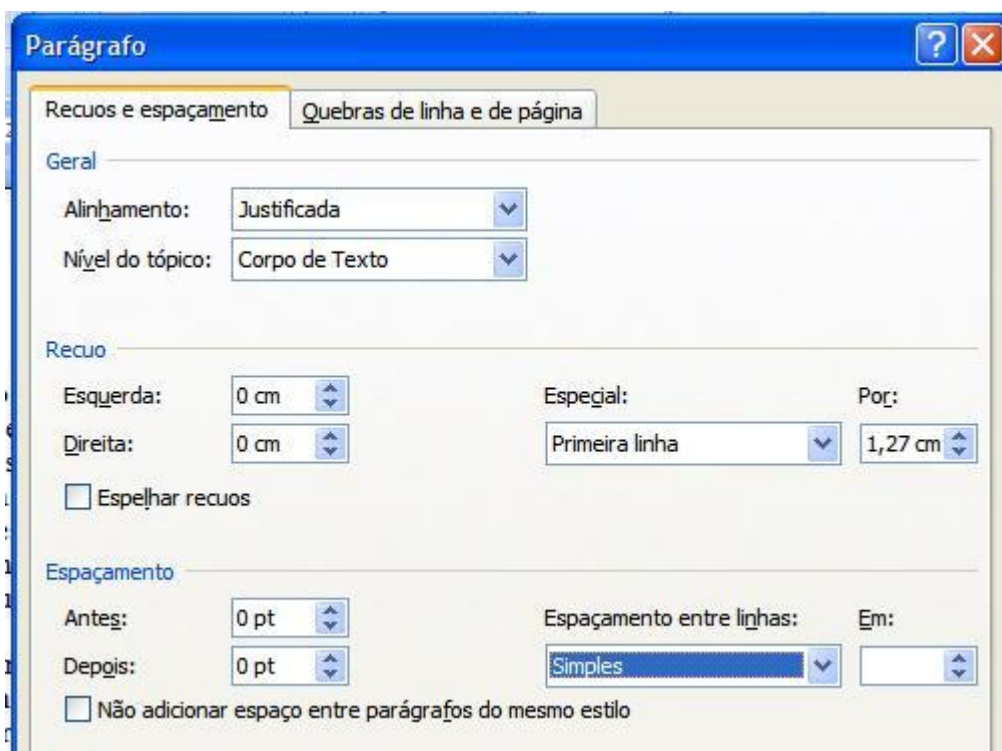 Parágrafo
Recuos e espaçamento Quebras de linha e de página
Geral
Alinhamento: Justificada
Nível do tópico: Corpo de Texto
Recuo
Esquerda: 0 cm Especial: Por:
Direita: 0 cm Primeira linha 1,27 cm
Espelhar recuos
Espaçamento
Antes: 0 pt Espaçamento entre linhas: Em:
Depois: 0 pt Simples
Não adicionar espaço entre parágrafos do mesmo estilo